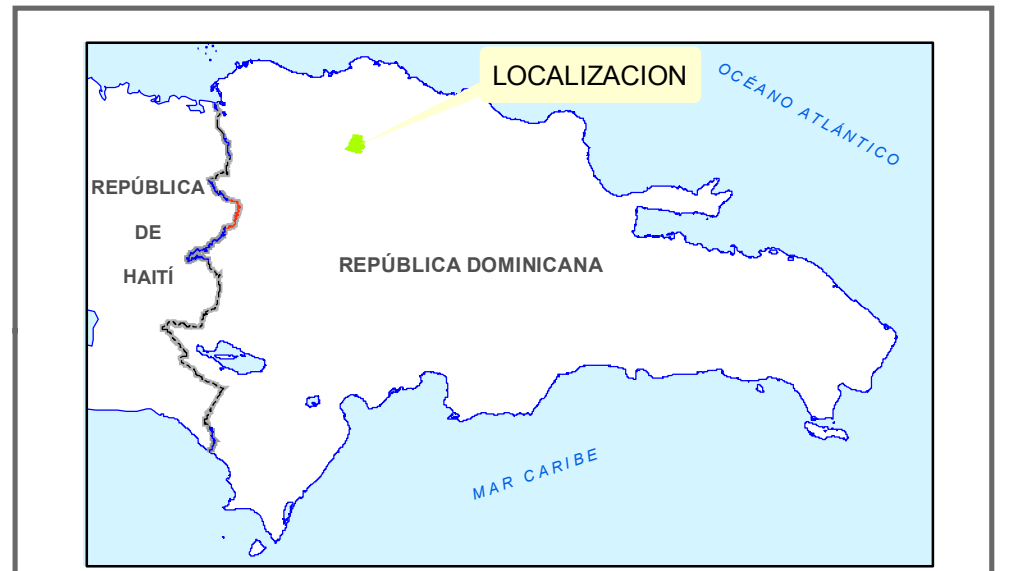 LOCALIZACION
OCÉANO ATLÁNTICO
REPÚBLICA
DE
HAITÍ
REPÚBLICA DOMINICANA
MAR CARIBE